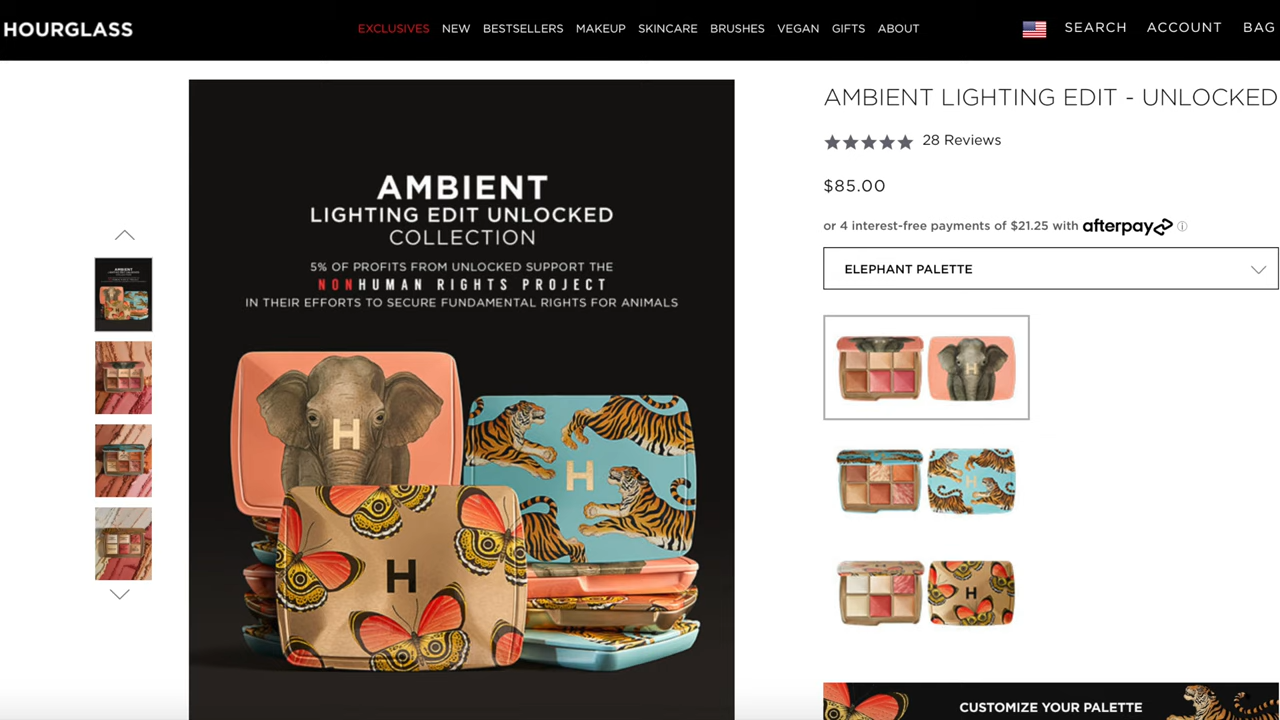 HOURGLASS
EXCLUSIVES NEW BESTSELLERS MAKEUP SKINCARE BRUSHES VEGAN GIFTS ABOUT
SEARCH ACCOUNT BAG
AMBIENT
LIGHTING EDIT UNLOCKED
COLLECTION
5% OF PROFITS FROM UNLOCKED SUPPORT THE
NONHUMAN RIGHTS PROJECT
IN THEIR EFFORTS TO SECURE FUNDAMENTAL RIGHTS FOR ANIMALS
H
H
H
AMBIENT LIGHTING EDIT - UNLOCKED
28 Reviews
$85.00
or 4 interest-free payments of $21.25 with afterpay
ELEPHANT PALETTE
H
H
H
CUSTOMIZE YOUR PALETTE